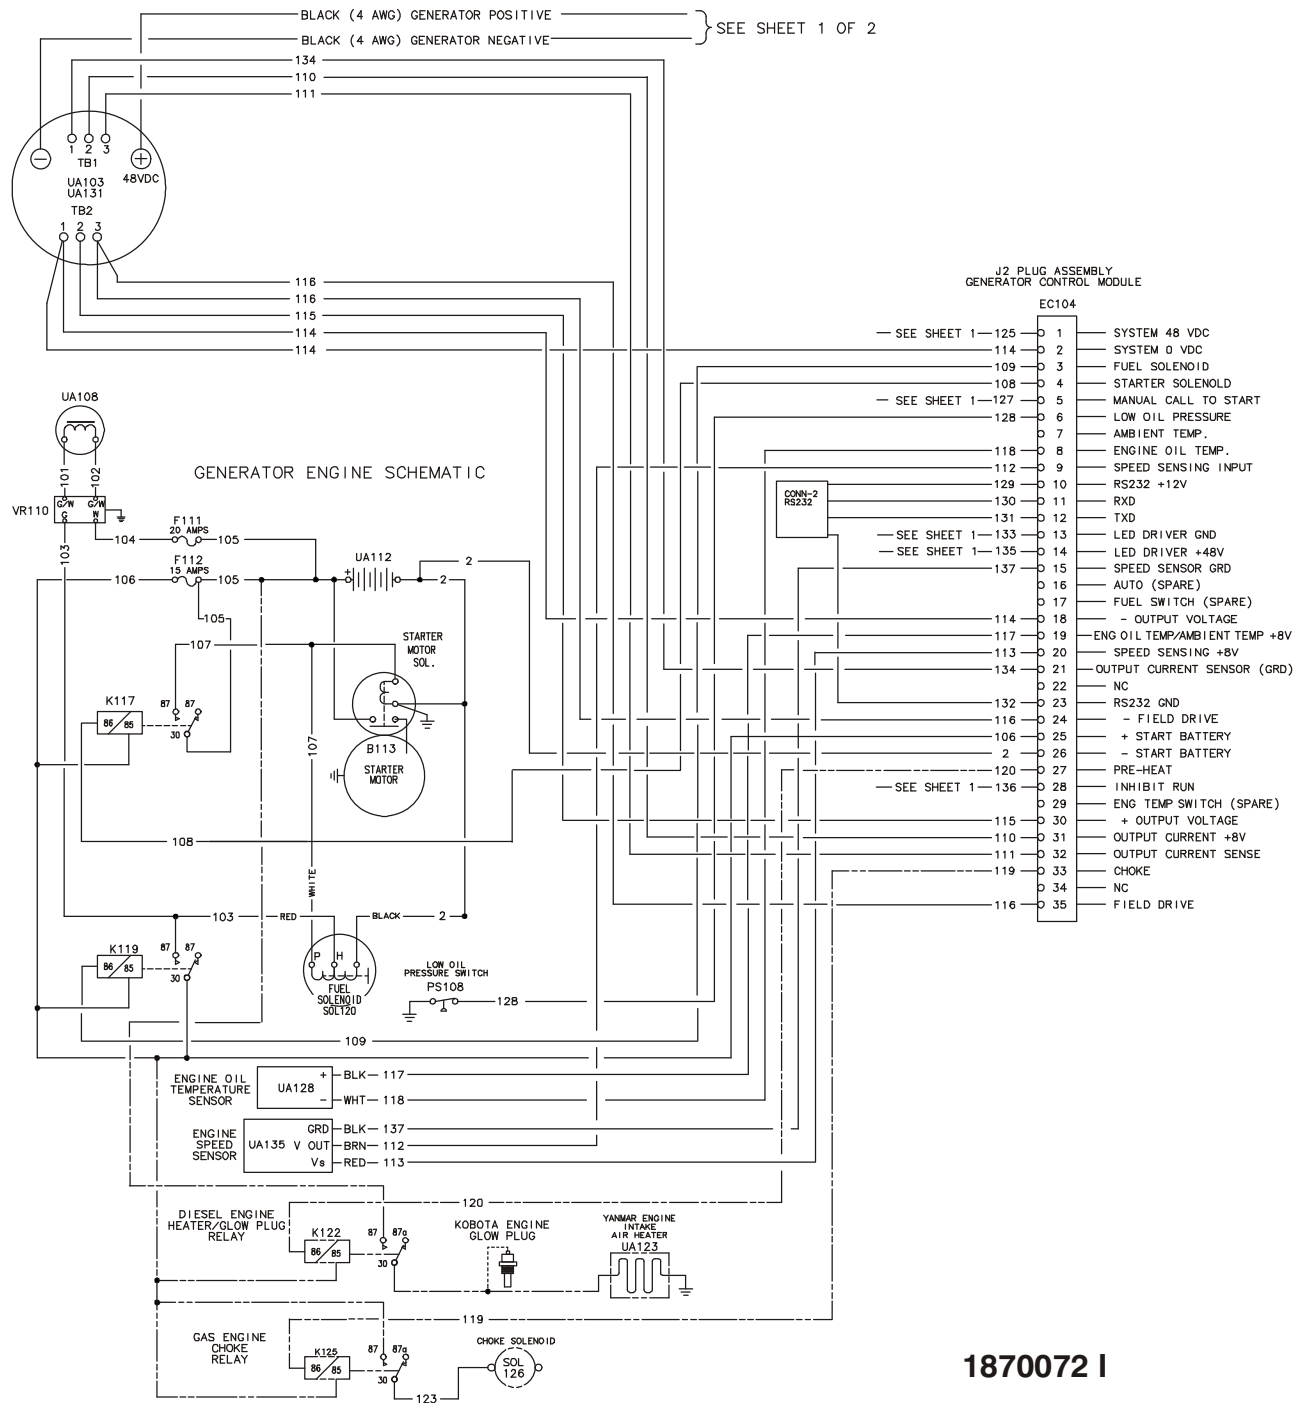 BLACK (4 AWG) GENERATOR POSITIVE
BLACK (4 AWG) GENERATOR NEGATIVE
SEE SHEET 1 OF 2
134
110
111
1 2 3
TB1
48VDC
UA103
UA131
TB2
1 2 3
116
116
115
114
114
J2 PLUG ASSEMBLY
GENERATOR CONTROL MODULE
EC104
SEE SHEET 1 125 1 SYSTEM 48 VDC
114 2 SYSTEM 0 VDC
109 3 FUEL SOLENOID
108 4 STARTER SOLENOLD
SEE SHEET 1 127 5 MANUAL CALL TO START
128 6 LOW OIL PRESSURE
7 AMBIENT TEMP.
118 8 ENGINE OIL TEMP.
112 9 SPEED SENSING INPUT
129 10 RS232 +12V
130 11 RXD
131 12 TXD
SEE SHEET 1 133 13 LED DRIVER GND
SEE SHEET 1 135 14 LED DRIVER +48V
137 15 SPEED SENSOR GRD
16 AUTO (SPARE)
17 FUEL SWITCH (SPARE)
114 18 - OUTPUT VOLTAGE
117 19 ENG OIL TEMP/AMBIENT TEMP +8V
113 20 SPEED SENSING +8V
134 21 OUTPUT CURRENT SENSOR (GRD)
22 NC
132 23 RS232 GND
116 24 - FIELD DRIVE
106 25 + START BATTERY
2 26 - START BATTERY
120 27 PRE-HEAT
SEE SHEET 1 136 28 INHIBIT RUN
29 ENG TEMP SWITCH (SPARE)
115 30 + OUTPUT VOLTAGE
110 31 OUTPUT CURRENT +8V
111 32 OUTPUT CURRENT SENSE
119 33 CHOKE
34 NC
116 35 FIELD DRIVE
CONN-2
RS232
UA108
101
102
GENERATOR ENGINE SCHEMATIC
VR110
G/W G/W
G W
103
104
F111
20 AMPS
105
106
F112
15 AMPS
105
105
UA112
+
2
2
107
STARTER
MOTOR
SOL.
K117
86 85
87 87
30
107
B113
STARTER
MOTOR
108
WHITE
103
RED
BLACK
2
K119
86 85
87 87
30
P H
FUEL
SOLENOID
SOL120
LOW OIL
PRESSURE SWITCH
PS108
128
109
ENGINE OIL
TEMPERATURE
SENSOR
UA128
+ BLK 117
- WHT 118
ENGINE
SPEED
SENSOR
UA135
GRD BLK 137
V OUT BRN 112
Vs RED 113
120
DIESEL ENGINE
HEATER/GLOW PLUG
RELAY
K122
86 85
87 87a
30
KOBOTA ENGINE
GLOW PLUG
YANMAR ENGINE
INTAKE
AIR HEATER
UA123
119
GAS ENGINE
CHOKE
RELAY
K125
86 85
87 87a
30
CHOKE SOLENOID
SOL
126
123
1870072 I